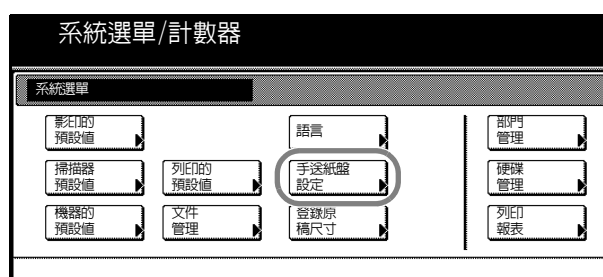 系統選單/計數器
系統選單
影印的
預設值
語言
部門
管理
掃描器
預設值
列印的
預設值
手送紙盤
設定
硬碟
管理
機器的
預設值
文件
管理
登錄原
稿尺寸
列印
報表